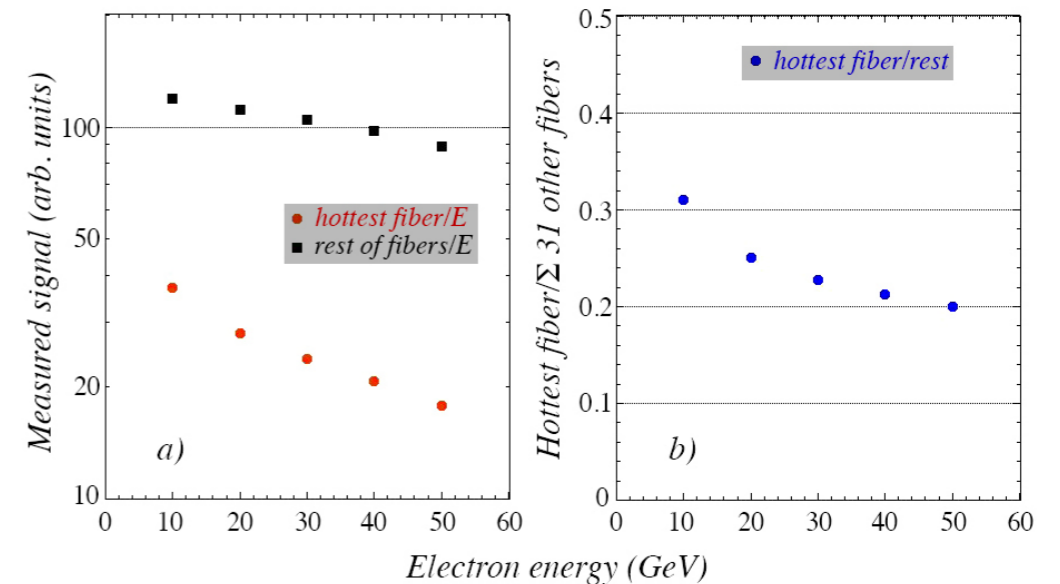 Measured signal (arb. units)
100
50
20
10
0 10 20 30 40 50 60
hottest fiber/E
rest of fibers/E
a)
Hottest fiber/Σ 31 other fibers
0.5
0.4
0.3
0.2
0.1
0
0 10 20 30 40 50 60
hottest fiber/rest
b)
Electron energy (GeV)